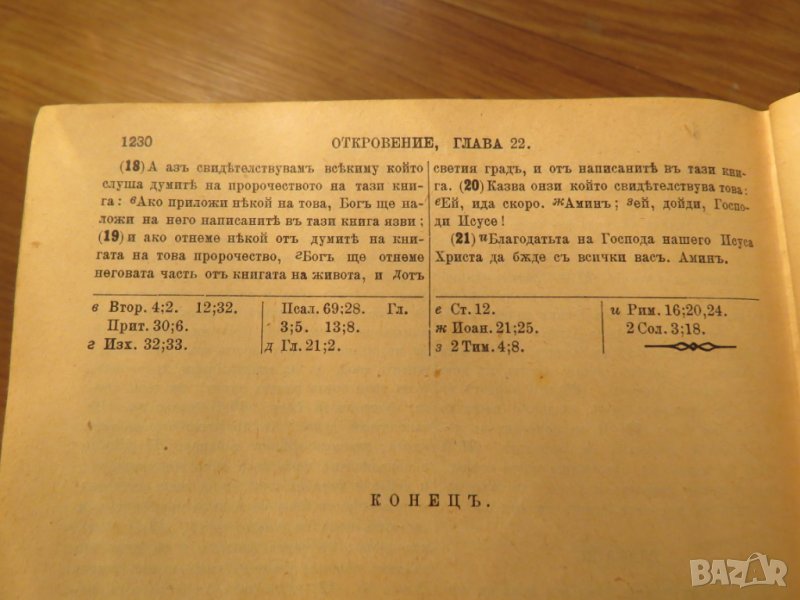 1230
ОТКРОВЕНИЕ, ГЛАВА 22.
(18) А азъ свидѣтелствувамъ всѣкиму който
слуша думитѣ на пророчеството на тази кни-
га: вАко приложи нѣкой на това, Богъ ще на-
ложи на него написанитѣ въ тази книга язви;
(19) и ако отнеме нѣкой отъ думитѣ на кни-
гата на това пророчество, гБогъ ще отнеме
неговата часть отъ книгата на живота, и дотъ
светия градъ, и отъ написанитѣ въ тази кни-
га. (20) Казва онзи който свидѣтелствува това:
еЕй, ида скоро. жАминъ; зей, дойди, Госпо-
ди Исусе!
(21) иБлагодатьта на Господа нашего Исуса
Христа да бѫде съ всички васъ. Аминъ.
в Втор. 4;2. 12;32.
Прит. 30;6.
г Изх. 32;33.
Псал. 69;28. Гл.
3;5. 13;8.
д Гл. 21;2.
е Ст. 12.
ж Иоан. 21;25.
з 2 Тим. 4;8.
и Рим. 16;20,24.
2 Сол. 3;18.
КОНЕЦЪ.
BAZAR